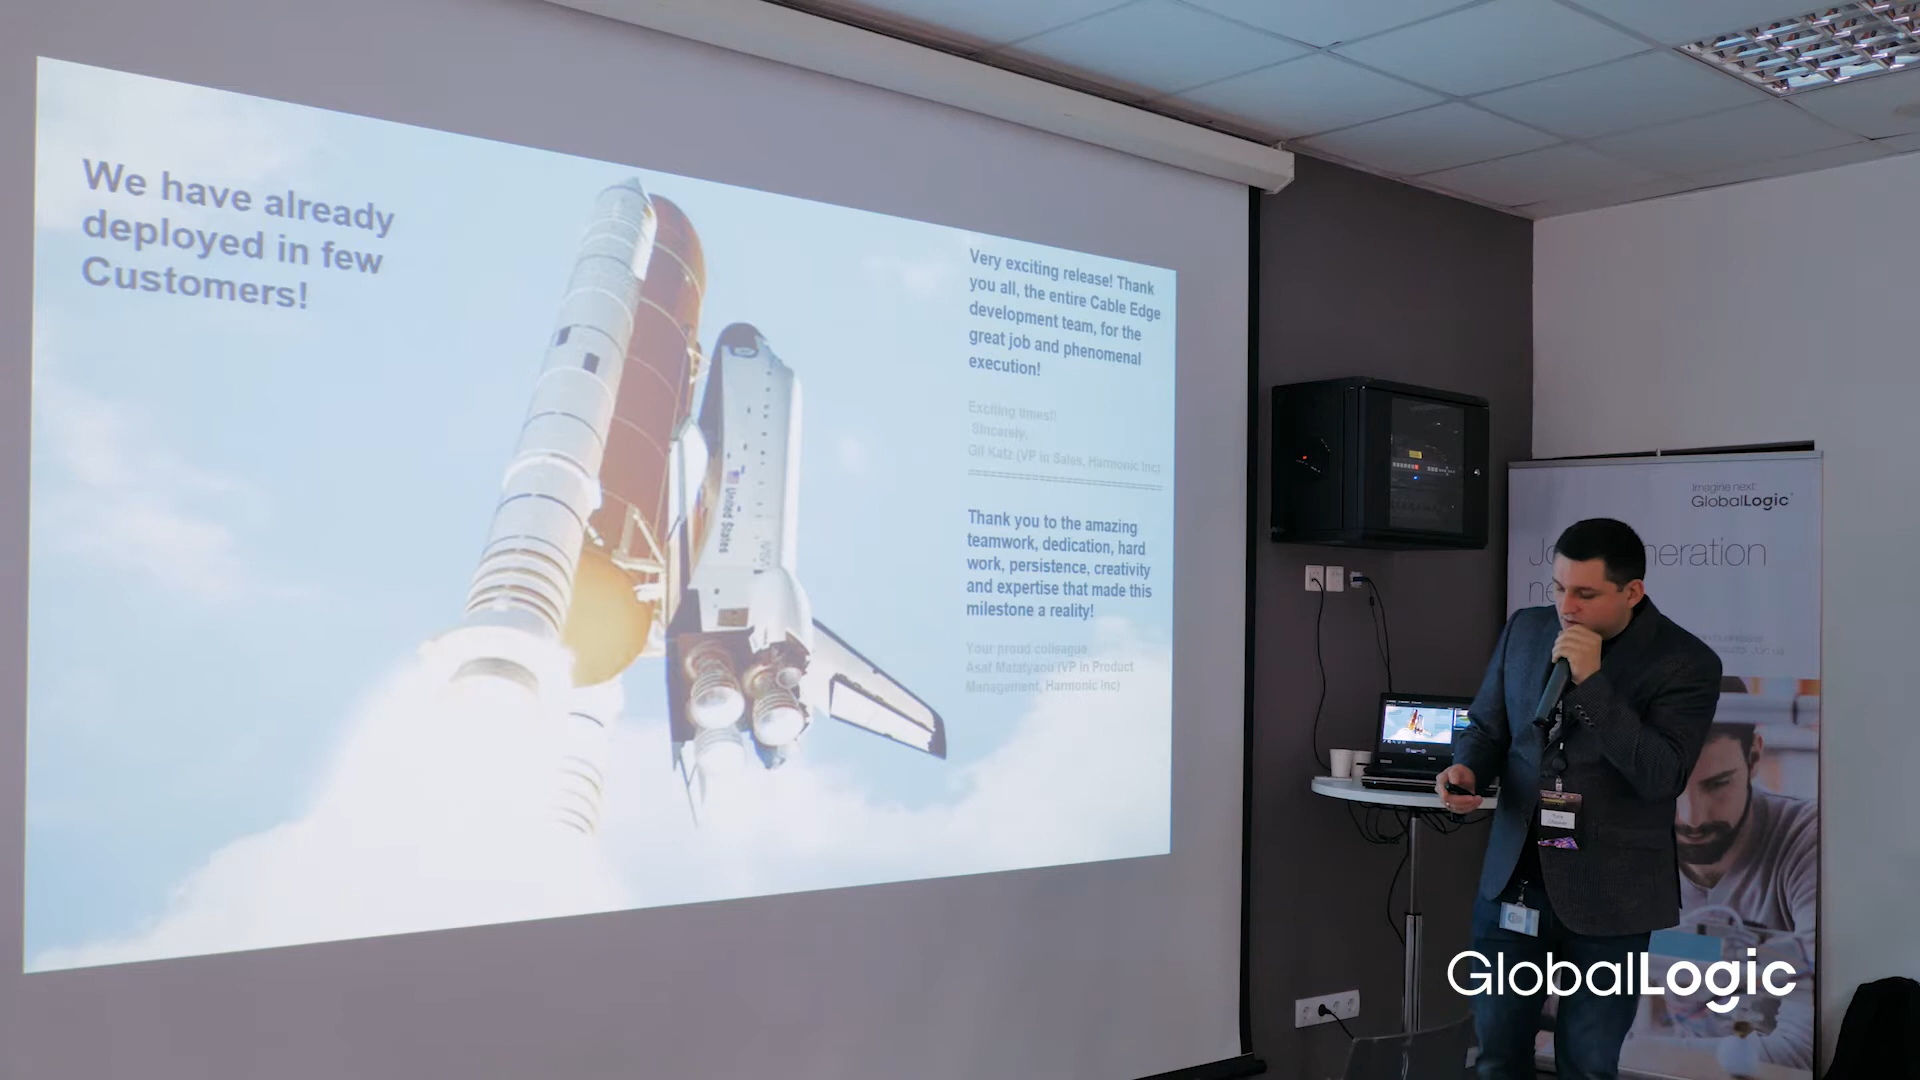 We have already
deployed in few
Customers!
Very exciting release! Thank
you all, the entire Cable Edge
development team, for the
great job and phenomenal
execution!
Exciting times!!
Sincerely,
Gil Katz (VP in Sales, Harmonic Inc)
Thank you to the amazing
teamwork, dedication, hard
work, persistence, creativity
and expertise that made this
milestone a reality!
Your proud colleague,
Asaf Matatyaou (VP in Product
Management, Harmonic Inc)
United States
Imagine next.
GlobalLogic
GlobalLogic